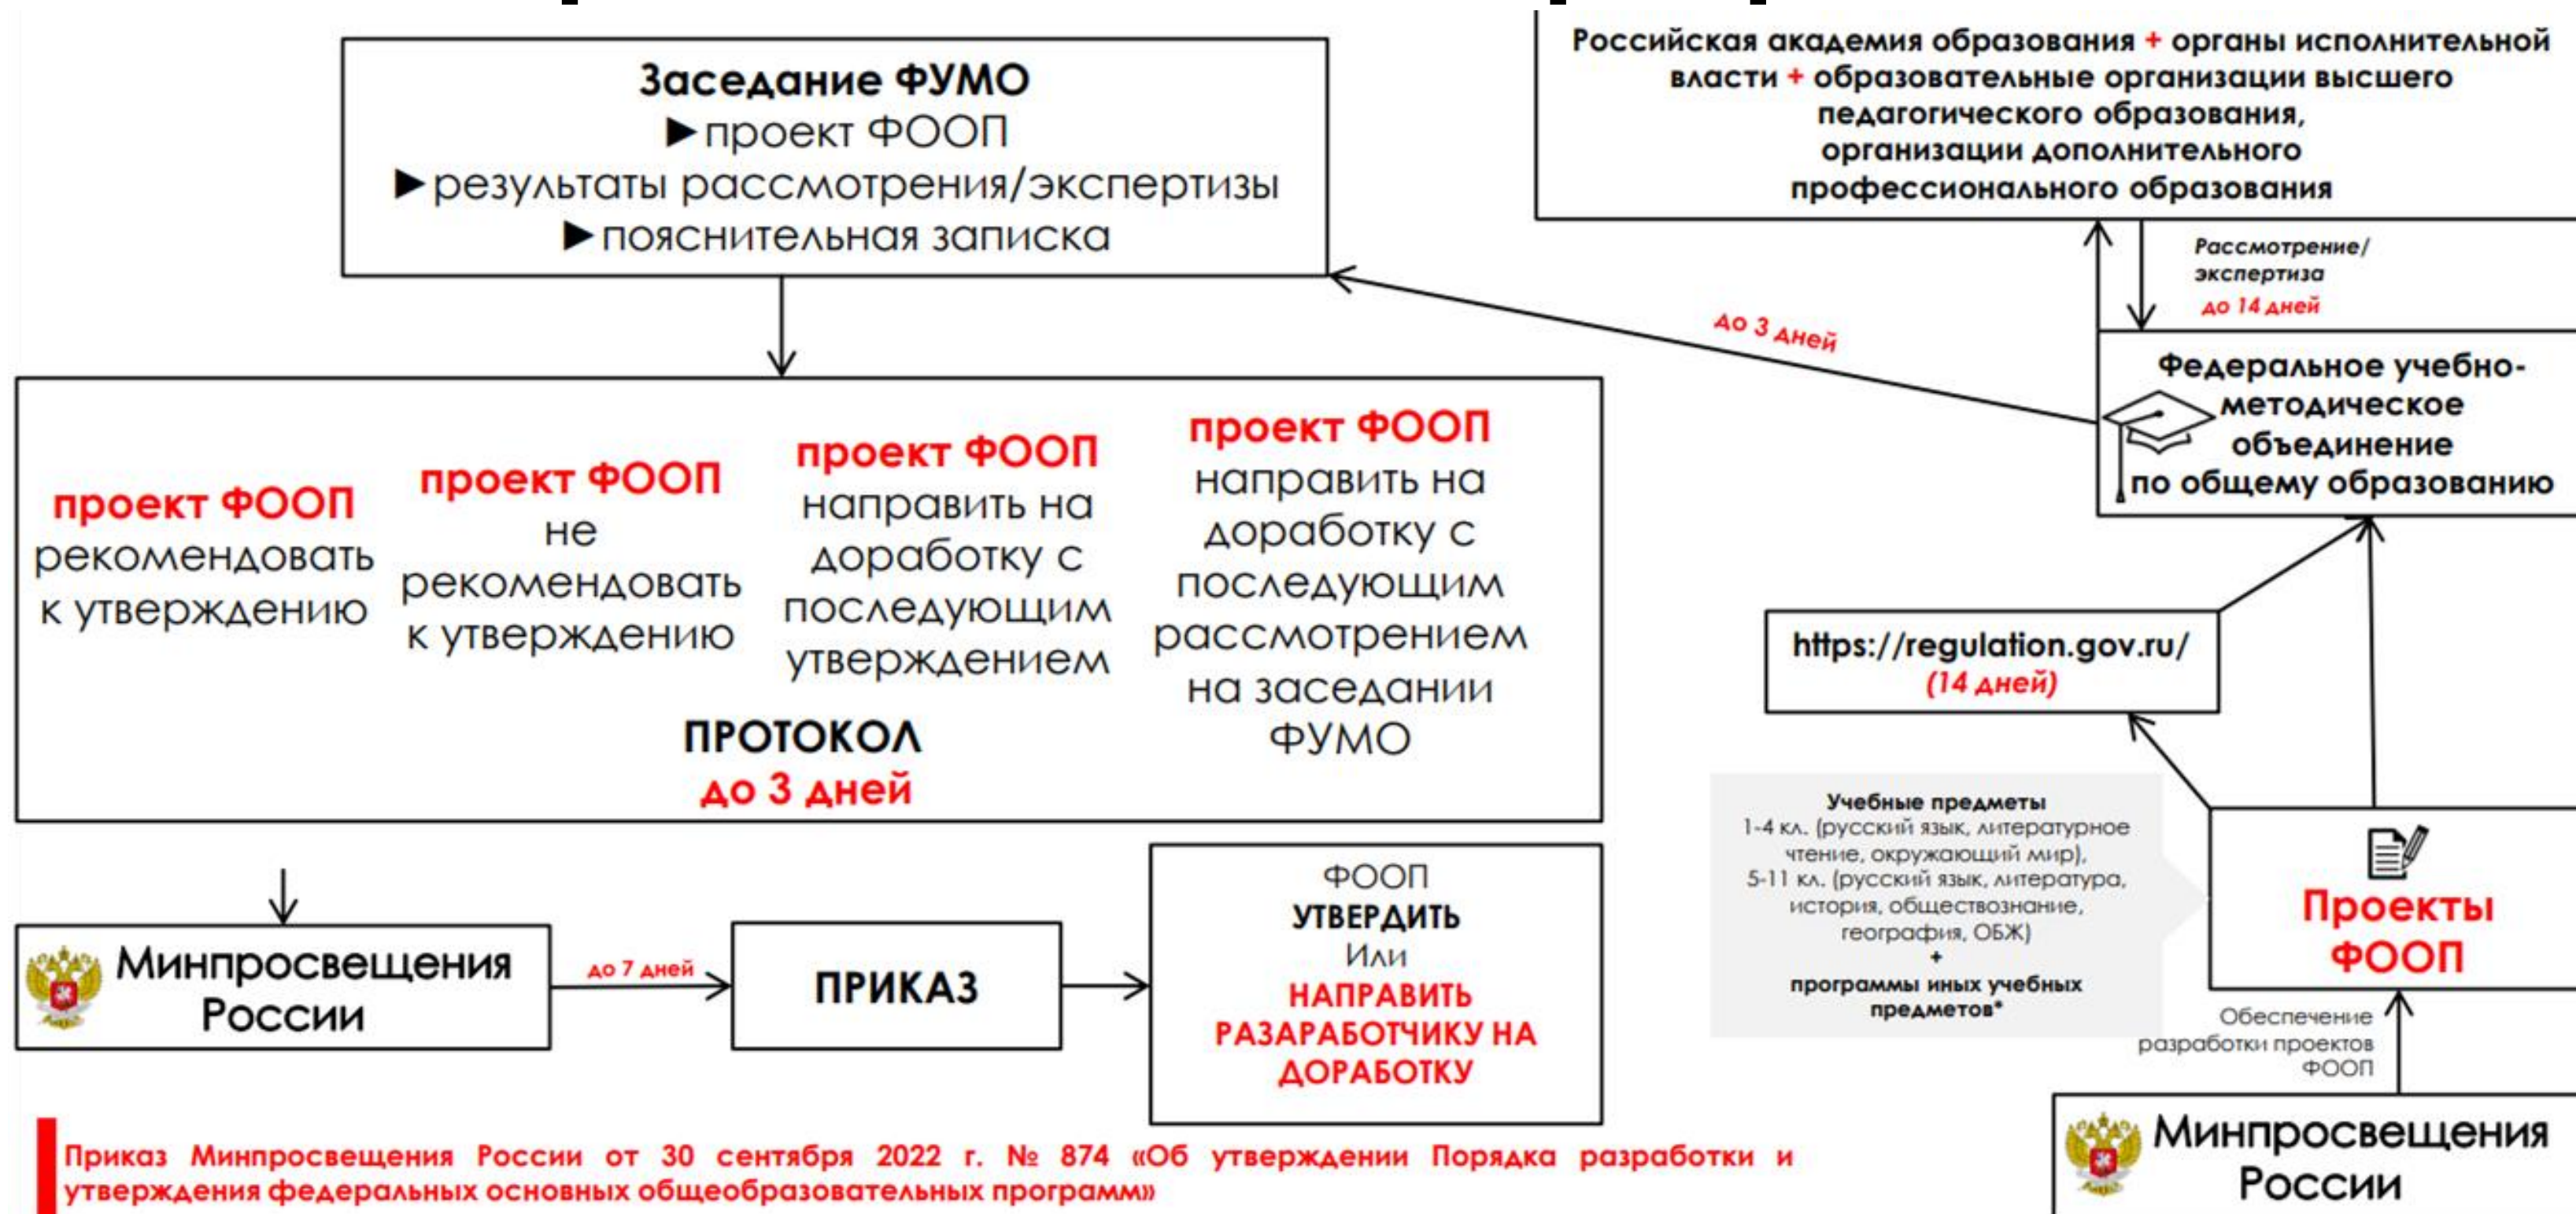 Заседание ФУМО
►проект ФООП
►результаты рассмотрения/экспертизы
►пояснительная записка
Российская академия образования + органы исполнительной
власти + образовательные организации высшего
педагогического образования,
организации дополнительного
профессионального образования
Рассмотрение/
экспертиза
до 14 дней
до 3 дней
Федеральное учебно-
методическое
объединение
по общему образованию
проект ФООП
рекомендовать
к утверждению
проект ФООП
не
рекомендовать
к утверждению
проект ФООП
направить на
доработку с
последующим
утверждением
проект ФООП
направить на
доработку с
последующим
рассмотрением
на заседании
ФУМО
ПРОТОКОЛ
до 3 дней
https://regulation.gov.ru/
(14 дней)
Учебные предметы
1-4 кл. (русский язык, литературное
чтение, окружающий мир),
5-11 кл. (русский язык, литература,
история, обществознание,
география, ОБЖ)
+
программы иных учебных
предметов*
Проекты
ФООП
Обеспечение
разработки проектов
ФООП
Минпросвещения
России
Минпросвещения
России
до 7 дней
ПРИКАЗ
ФООП
УТВЕРДИТЬ
Или
НАПРАВИТЬ
РАЗАРАБОТЧИКУ НА
ДОРАБОТКУ
Приказ Минпросвещения России от 30 сентября 2022 г. № 874 «Об утверждении Порядка разработки и
утверждения федеральных основных общеобразовательных программ»